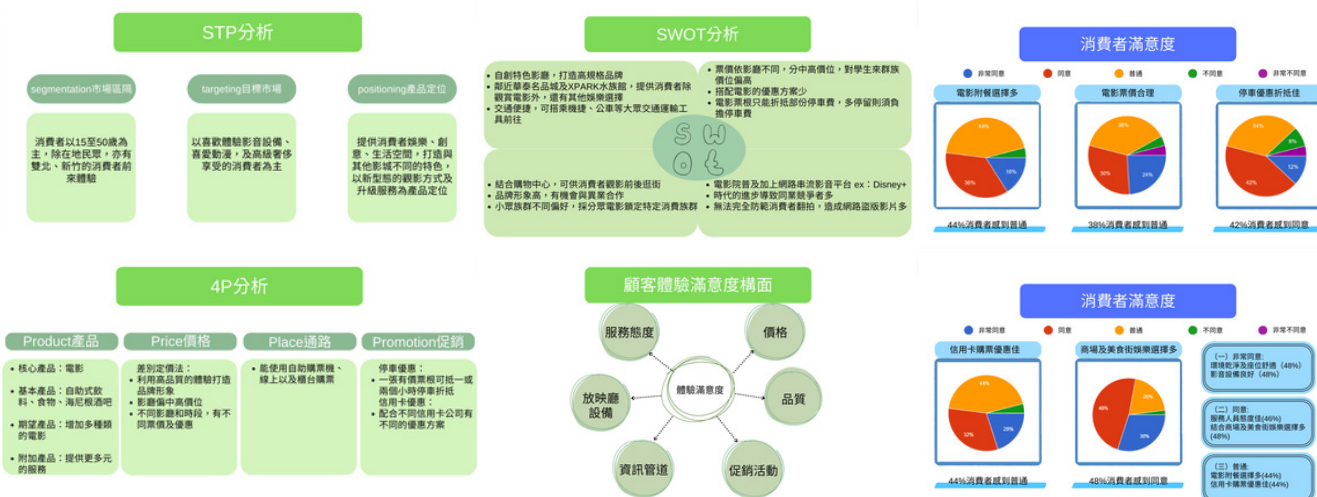 STP分析
segmentation市場區隔
targeting目標市場
positioning產品定位
消費者以15至50歲為
主，除在地民眾，亦有
雙北、新竹的消費者前
來體驗
以喜歡體驗影音設備、
喜愛動漫，及高級奢侈
享受的消費者為主
提供消費者娛樂、創
意、生活空間，打造與
其他影城不同的特色，
以新型態的觀影方式及
升級服務為產品定位
SWOT分析
• 自創特色影廳，打造高規格品牌
• 鄰近華泰名品城及XPARK水族館，提供消費者除
觀賞電影外，還有其他娛樂選擇
• 交通便捷，可搭乘機捷、公車等大眾交通運輸工
具前往
• 票價依影廳不同，分中高價位，對學生來群族
價位偏高
• 搭配電影的優惠方案少
• 電影票根只能折抵部份停車費，多停留則須負
擔停車費
S W
O t
• 結合購物中心，可供消費者觀影前後逛街
• 品牌形象高，有機會與異業合作
• 小眾族群不同偏好，採分眾電影鎖定特定消費族群
• 電影院普及加上網路串流影音平台 ex：Disney+
• 時代的進步導致同業競爭者多
• 無法完全防範消費者翻拍，造成網路盜版影片多
消費者滿意度
非常同意 同意 普通 不同意 非常不同意
電影附餐選擇多
44%
38%
16%
44%消費者感到普通
電影票價合理
38%
30%
24%
38%消費者感到普通
停車優惠折抵佳
34%
8%
12%
42%
42%消費者感到同意
4P分析
Product產品
• 核心產品：電影
• 基本產品：自助式飲
料、食物、海尼根酒吧
• 期望產品：增加多種類
的電影
• 附加產品：提供更多元
的服務
Price價格
差別定價法：
• 利用高品質的體驗打造
品牌形象
• 影廳偏中高價位
• 不同影廳和時段，有不
同票價及優惠
Place通路
• 能使用自助購票機、
線上以及櫃台購票
Promotion促銷
停車優惠：
• 一張有價票根可抵一或
兩個小時停車折抵
信用卡優惠：
• 配合不同信用卡公司有
不同的優惠方案
顧客體驗滿意度構面
服務態度
價格
放映廳
設備
體驗滿意度
品質
資訊管道
促銷活動
消費者滿意度
非常同意 同意 普通 不同意 非常不同意
信用卡購票優惠佳
44%
32%
20%
44%消費者感到普通
商場及美食街娛樂選擇多
48%
30%
48%消費者感到同意
（一）非常同意:
環境乾淨及座位舒適（48%）
影音設備良好（48%）
（二）同意:
服務人員態度佳(46%)
結合商場及美食街娛樂選擇多
(48%)
（三）普通:
電影附餐選擇多(44%)
信用卡購票優惠佳(44%)